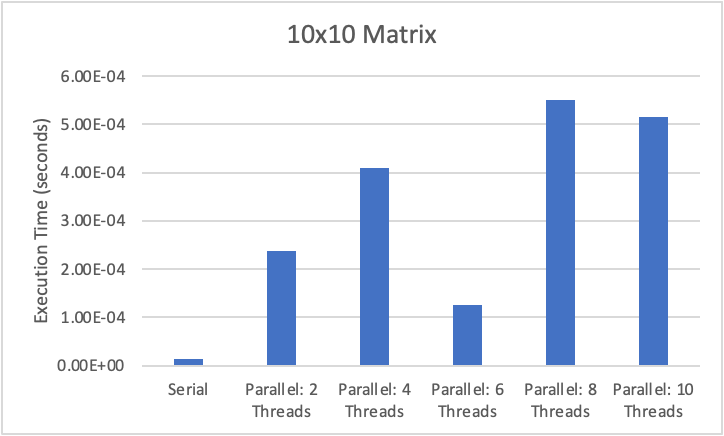 10x10 Matrix
Execution Time (seconds)
6.00E-04
5.00E-04
4.00E-04
3.00E-04
2.00E-04
1.00E-04
0.00E+00
Serial
Parallel: 2
Threads
Parallel: 4
Threads
Parallel: 6
Threads
Parallel: 8
Threads
Parallel: 10
Threads